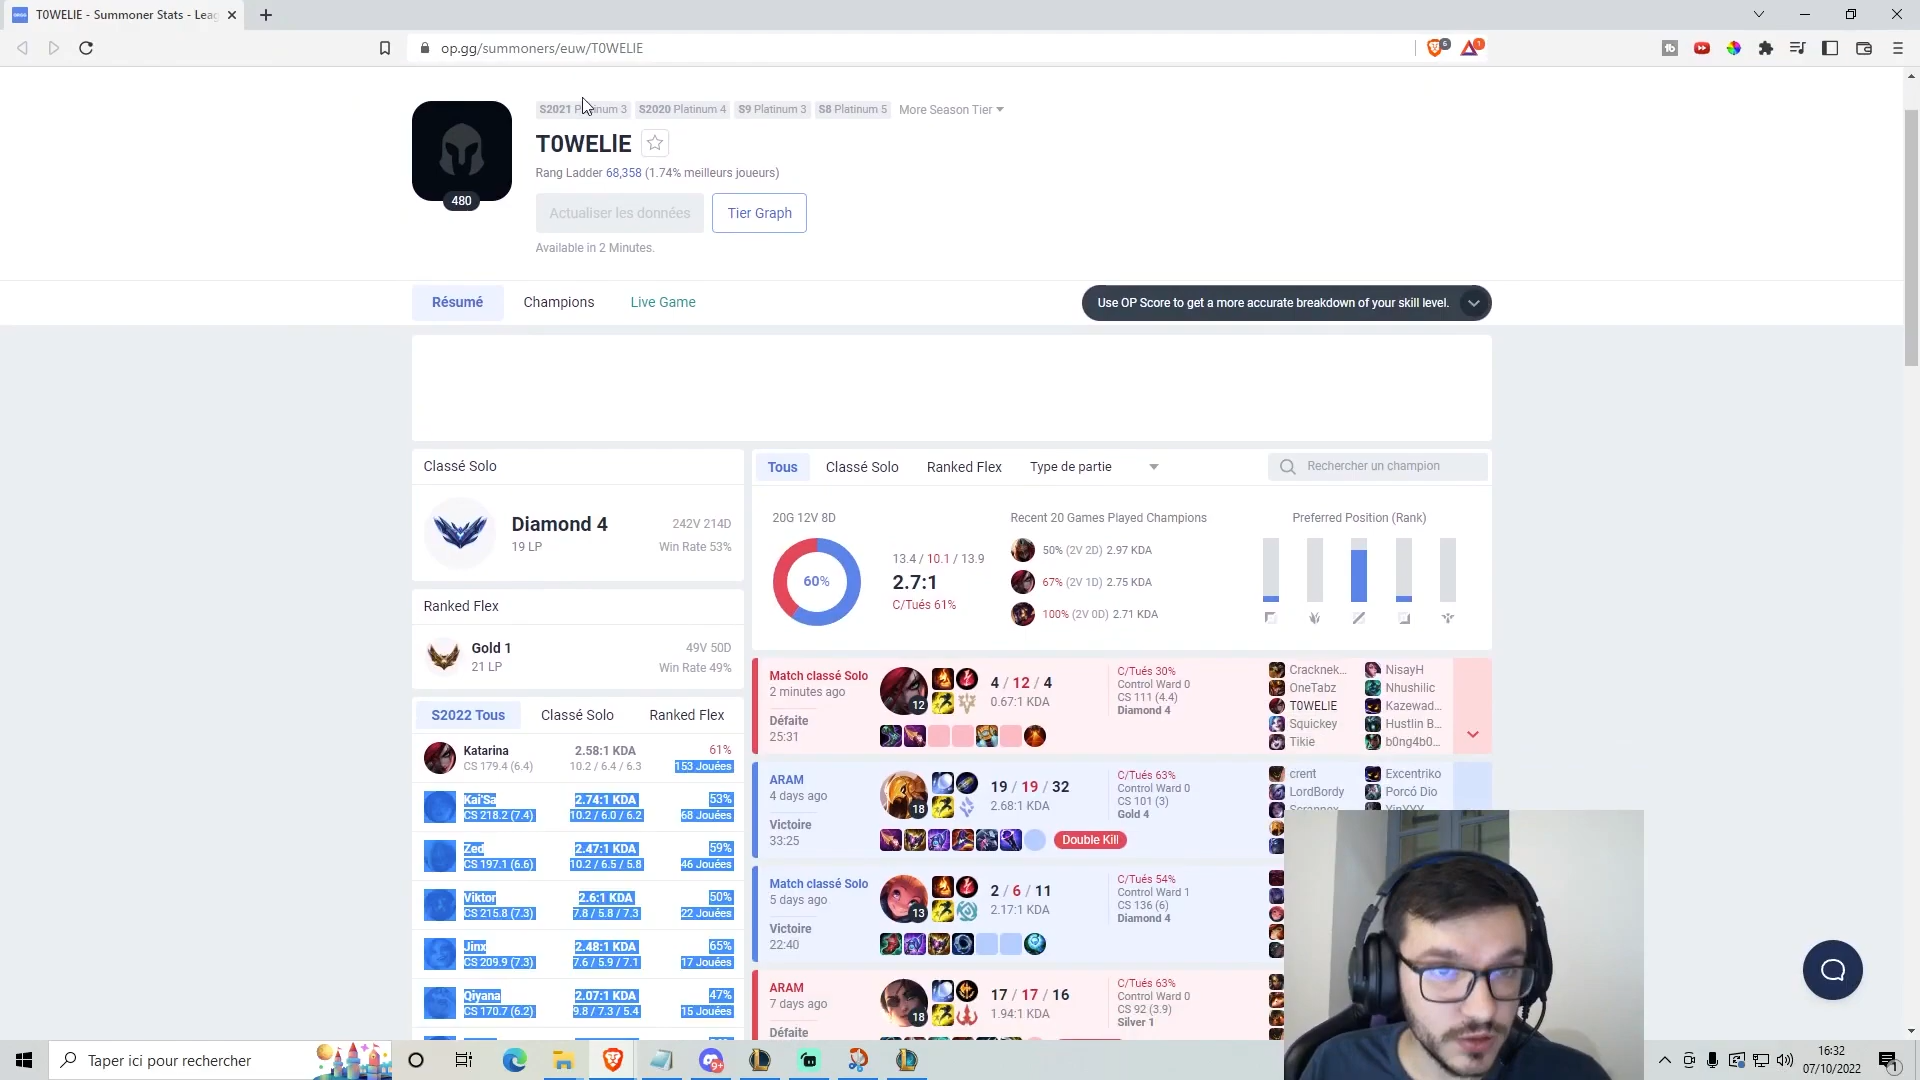 T0WELIE - Summoner Stats - Leag
op.gg/summoners/euw/T0WELIE
6
1
S2021 Platinum 3
S2020 Platinum 4
S9 Platinum 3
S8 Platinum 5
More Season Tier
T0WElIE
480
Rang Ladder 68,358 (1.74% meilleurs joueurs)
Actualiser les données
Tier Graph
Available in 2 Minutes.
Résumé
Champions
Live Game
Use OP Score to get a more accurate breakdown of your skill level.
Classé Solo
Diamond 4
19 LP
242V 214D
Win Rate 53%
Ranked Flex
Gold 1
21 LP
49V 50D
Win Rate 49%
S2022 Tous
Classé Solo
Ranked Flex
Katarina 2.58:1 KDA 61%
CS 179.4 (6.4) 10.2 / 6.4 / 6.3 153 Jouées
Kai'Sa 2.74:1 KDA 53%
CS 218.2 (7.4) 10.2 / 6.0 / 6.2 68 Jouées
Zed 2.47:1 KDA 59%
CS 197.1 (6.6) 10.2 / 6.5 / 5.8 46 Jouées
Viktor 2.6:1 KDA 50%
CS 215.8 (7.3) 7.8 / 5.8 / 7.3 22 Jouées
Jinx 2.48:1 KDA 65%
CS 209.9 (7.3) 7.6 / 5.9 / 7.1 17 Jouées
Qiyana 2.07:1 KDA 47%
CS 170.7 (6.2) 9.8 / 7.3 / 5.4 15 Jouées
Tous
Classé Solo
Ranked Flex
Type de partie
Rechercher un champion
20G 12V 8D
60%
13.4 / 10.1 / 13.9
2.7:1
C/Tués 61%
Recent 20 Games Played Champions
50% (2V 2D) 2.97 KDA
67% (2V 1D) 2.75 KDA
100% (2V 0D) 2.71 KDA
Preferred Position (Rank)
Match classé Solo
2 minutes ago
Défaite
25:31
12
4 / 12 / 4
0.67:1 KDA
C/Tués 30%
Control Ward 0
CS 111 (4.4)
Diamond 4
Cracknek... NisayH
OneTabz Nhushilic
T0WELIE Kazewad...
Squickey Hustlin B...
Tikie b0ng4b0...
ARAM
4 days ago
Victoire
33:25
18
19 / 19 / 32
2.68:1 KDA
Double Kill
C/Tués 63%
Control Ward 0
CS 101 (3)
Gold 4
crent Excentriko
LordBordy Porcó Dio
Match classé Solo
5 days ago
Victoire
22:40
13
2 / 6 / 11
2.17:1 KDA
C/Tués 54%
Control Ward 1
CS 136 (6)
Diamond 4
ARAM
7 days ago
Défaite
18
17 / 17 / 16
1.94:1 KDA
C/Tués 63%
Control Ward 0
CS 92 (3.9)
Silver 1
Taper ici pour rechercher
9+
16:32
07/10/2022
1